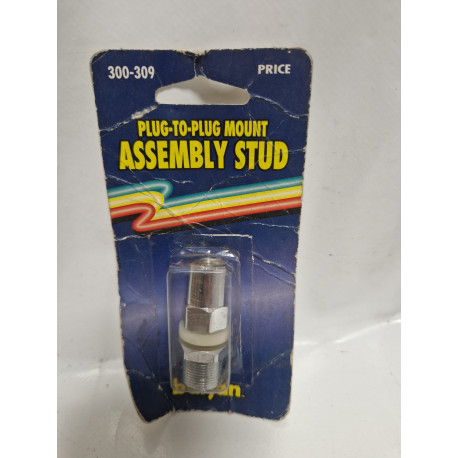 300-309 PRICE
PLUG-TO-PLUG MOUNT
ASSEMBLY STUD